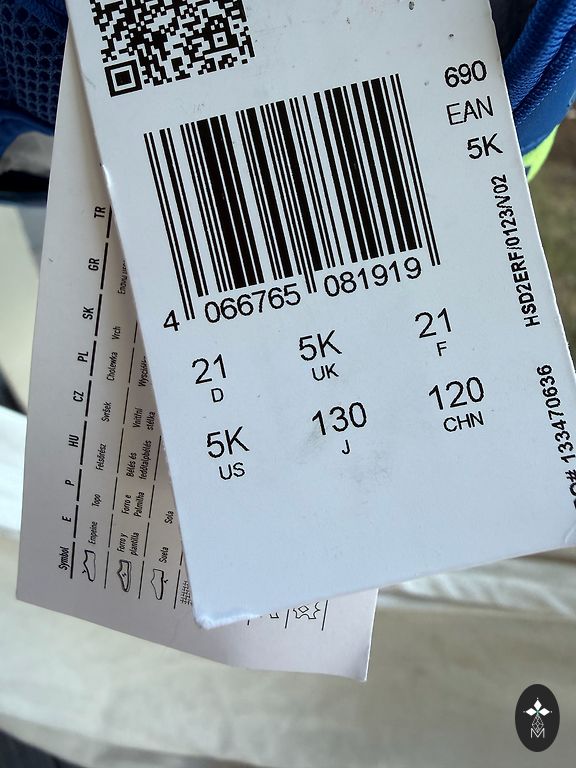 690
EAN
5K
4 066765 081919
21
D
5K
UK
21
F
5K
US
130
J
120
CHN
HSD2ERF/0123/V02
# 133470636
Symbol E P HU CZ PL SK GR TR
Empeine Topo Felsőrész Svršek Cholewka Vrch
Forro y plantilla Forro e Palmilha Bélés és fedőtalpbélés Vnitřní stélka
Suela Sola
M